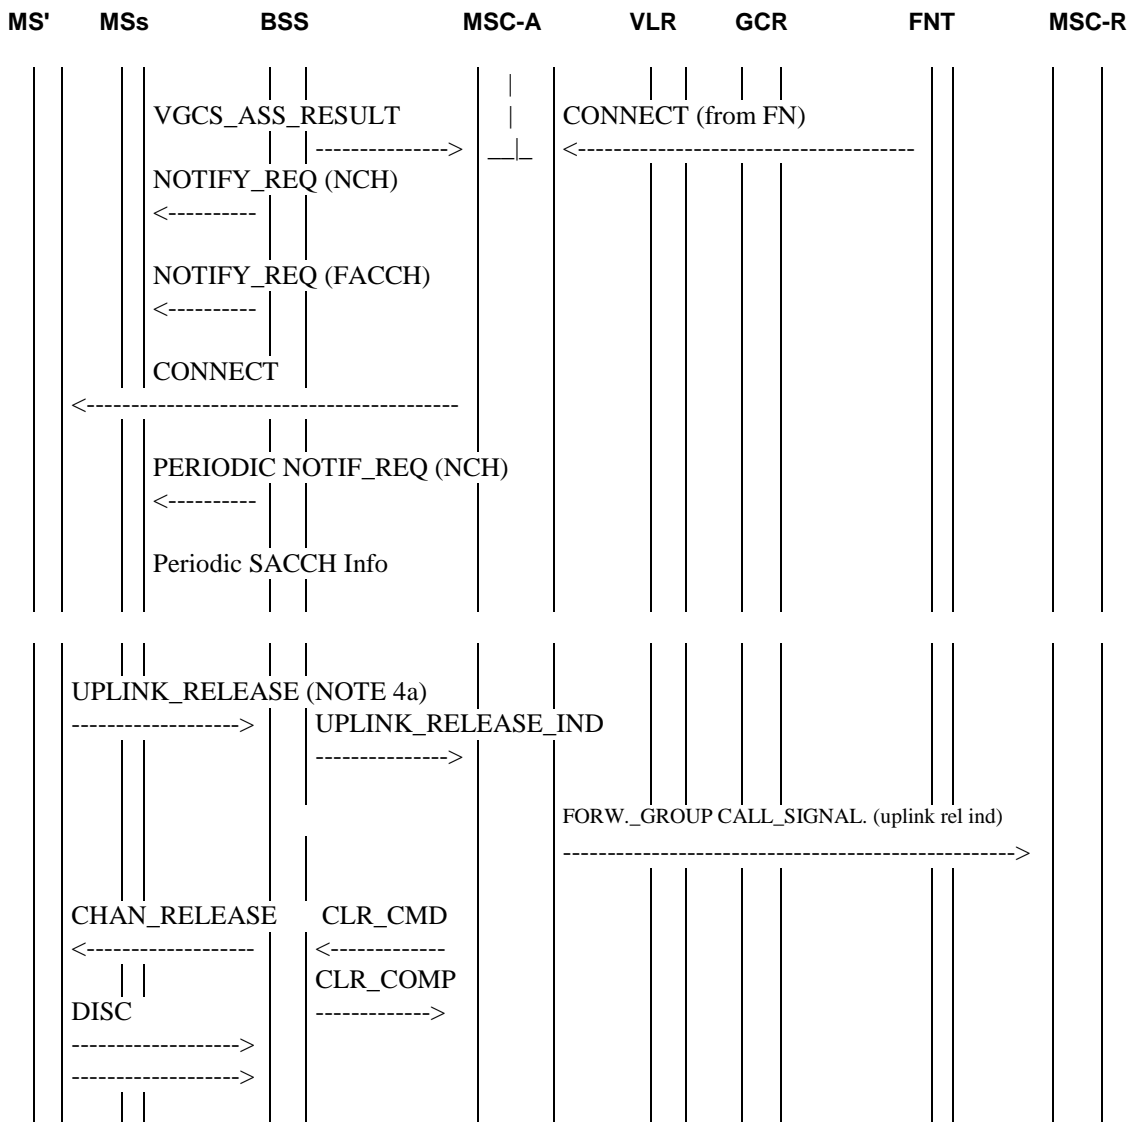 MS' MSs BSS MSC-A VLR GCR FNT MSC-R
VGCS_ASS_RESULT CONNECT (from FN)
NOTIFY_REQ (NCH)
NOTIFY_REQ (FACCH)
CONNECT
PERIODIC NOTIF_REQ (NCH)
Periodic SACCH Info
UPLINK_RELEASE (NOTE 4a)
UPLINK_RELEASE_IND
FORW._GROUP CALL_SIGNAL. (uplink rel ind)
CHAN_RELEASE CLR_CMD
CLR_COMP
DISC